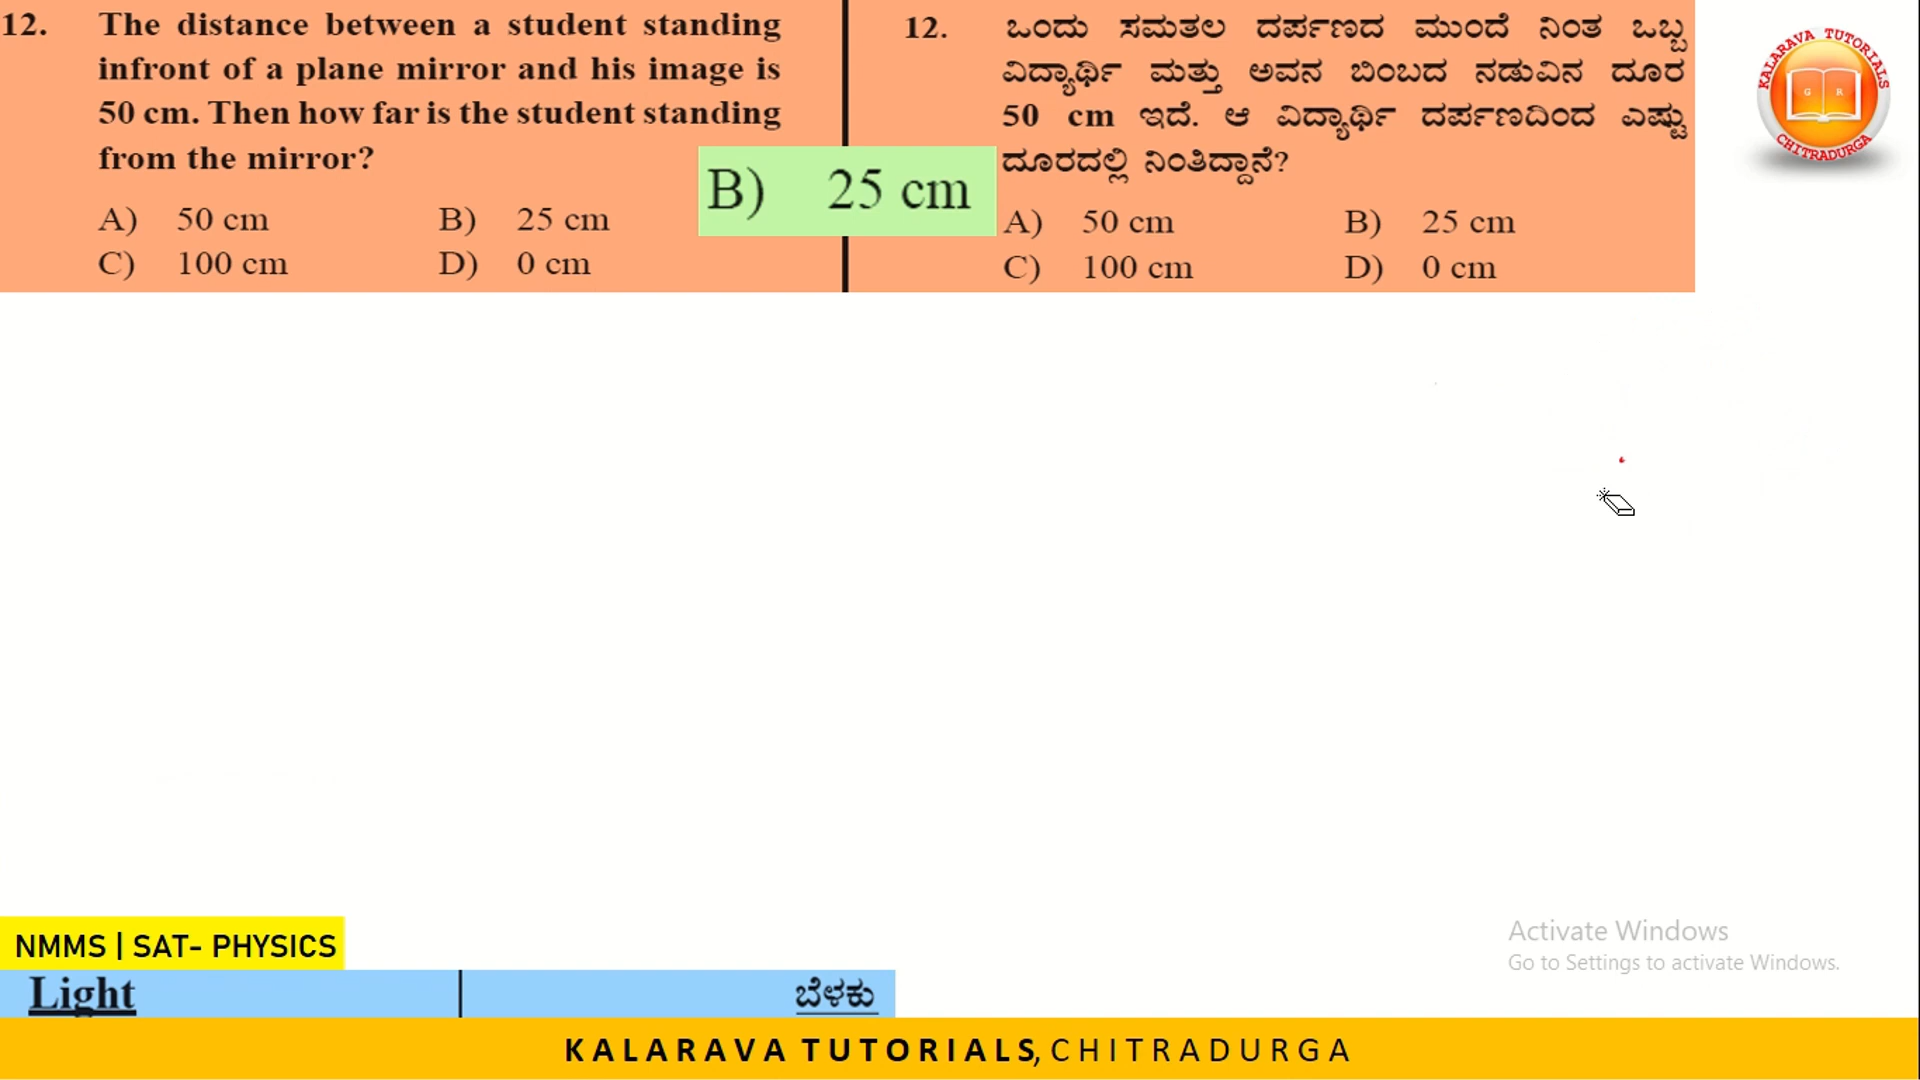 12. The distance between a student standing
infront of a plane mirror and his image is
50 cm. Then how far is the student standing
from the mirror?
A) 50 cm B) 25 cm
C) 100 cm D) 0 cm
B) 25 cm
12. ಒಂದು ಸಮತಲ ದರ್ಪಣದ ಮುಂದೆ ನಿಂತ ಒಬ್ಬ
ವಿದ್ಯಾರ್ಥಿ ಮತ್ತು ಅವನ ಬಿಂಬದ ನಡುವಿನ ದೂರ
50 cm ಇದೆ. ಆ ವಿದ್ಯಾರ್ಥಿ ದರ್ಪಣದಿಂದ ಎಷ್ಟು
ದೂರದಲ್ಲಿ ನಿಂತಿದ್ದಾನೆ?
A) 50 cm B) 25 cm
C) 100 cm D) 0 cm
KALARAVA TUTORIALS
G R
CHITRADURGA
Activate Windows
Go to Settings to activate Windows.
NMMS | SAT- PHYSICS
Light ಬೆಳಕು
KALARAVA TUTORIALS, CHITRADURGA